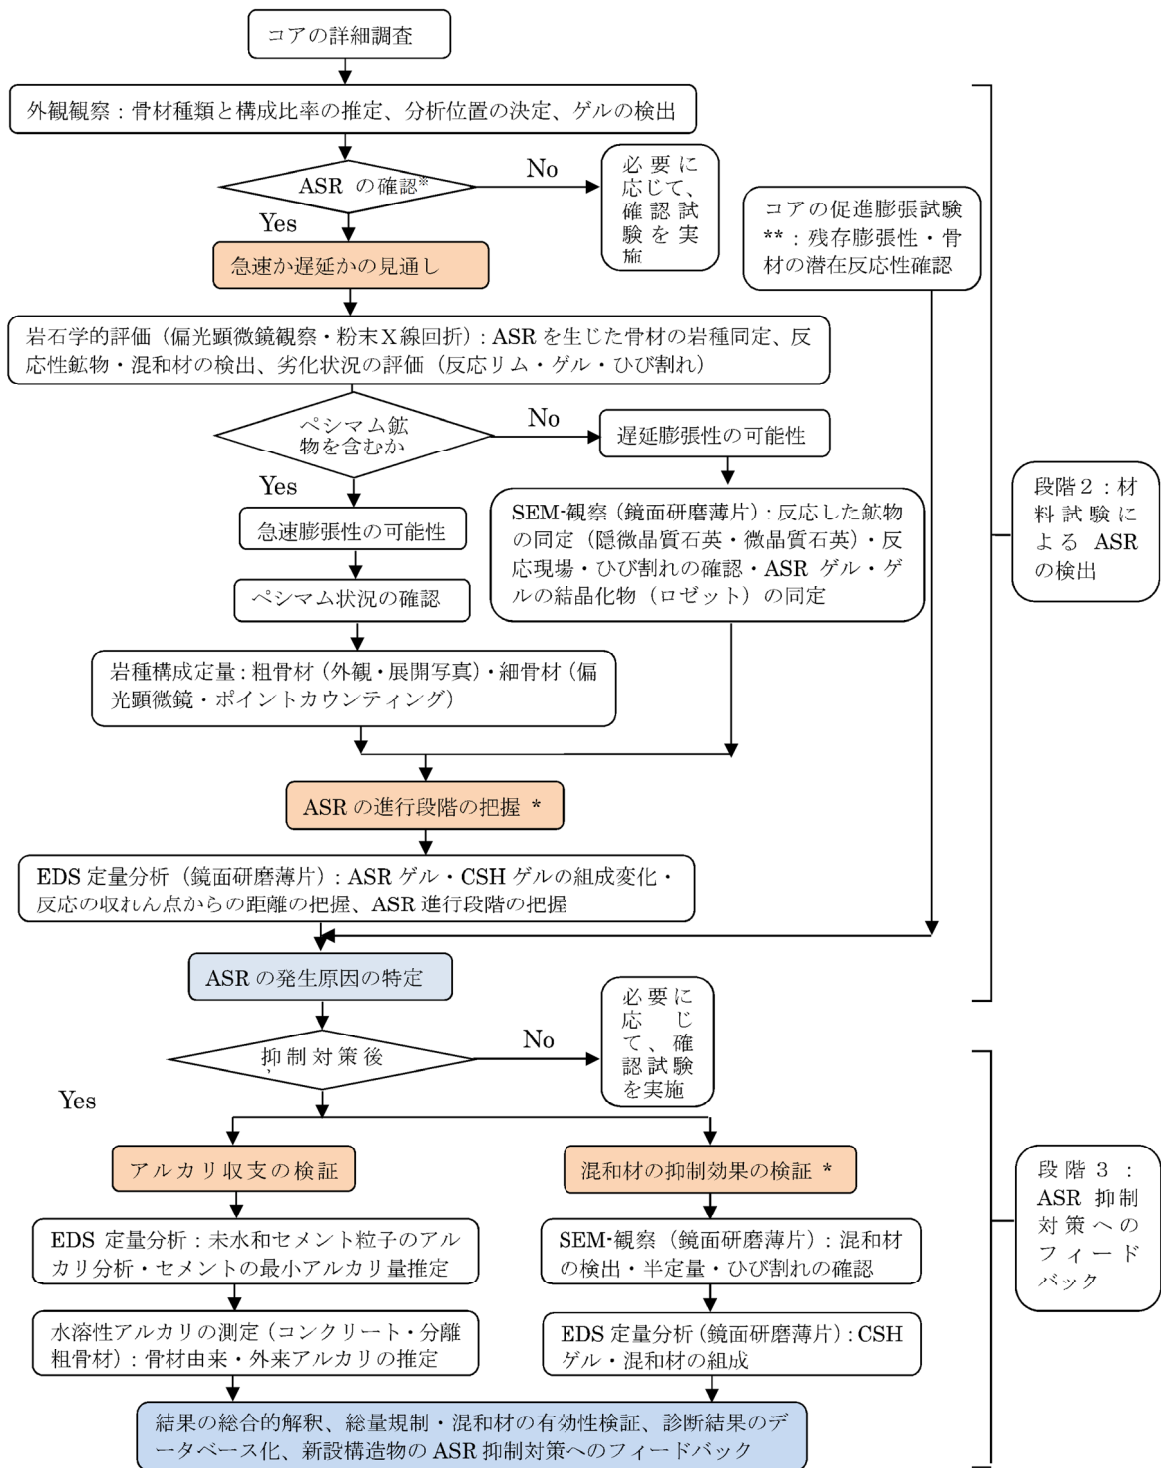 コアの詳細調査
外観観察：骨材種類と構成比率の推定、分析位置の決定、ゲルの検出
ASR の確認※
No
必要に
応じて、
確認試
験を実
施
Yes
急速か遅延かの見通し
コアの促進膨張試験
**：残存膨張性・骨
材の潜在反応性確認
岩石学的評価（偏光顕微鏡観察・粉末Ｘ線回折）：ASR を生じた骨材の岩種同定、反
応性鉱物・混和材の検出、劣化状況の評価（反応リム・ゲル・ひび割れ）
ペシマム鉱
物を含むか
No
遅延膨張性の可能性
Yes
急速膨張性の可能性
ペシマム状況の確認
SEM-観察（鏡面研磨薄片）：反応した鉱物
の同定（隠微晶質石英・微晶質石英）・反
応現場・ひび割れの確認・ASR ゲル・ゲ
ルの結晶化物（ロゼット）の同定
段階２：材
料試験に
よる ASR
の検出
岩種構成定量：粗骨材（外観・展開写真）・細骨材（偏
光顕微鏡・ポイントカウンティング）
ASR の進行段階の把握 *
EDS 定量分析（鏡面研磨薄片）：ASR ゲル・CSH ゲルの組成変化・
反応の収れん点からの距離の把握、ASR 進行段階の把握
ASR の発生原因の特定
抑制対策後
No
必要に
応じ
て、確
認試験
を実施
Yes
アルカリ収支の検証
混和材の抑制効果の検証 *
EDS 定量分析：未水和セメント粒子のアル
カリ分析・セメントの最小アルカリ量推定
SEM-観察（鏡面研磨薄片）：混和材
の検出・半定量・ひび割れの確認
水溶性アルカリの測定（コンクリート・分離
粗骨材）：骨材由来・外来アルカリの推定
EDS 定量分析（鏡面研磨薄片）：CSH
ゲル・混和材の組成
段階３：
ASR 抑制
対策への
フィード
バック
結果の総合的解釈、総量規制・混和材の有効性検証、診断結果のデ
ータベース化、新設構造物の ASR 抑制対策へのフィードバック